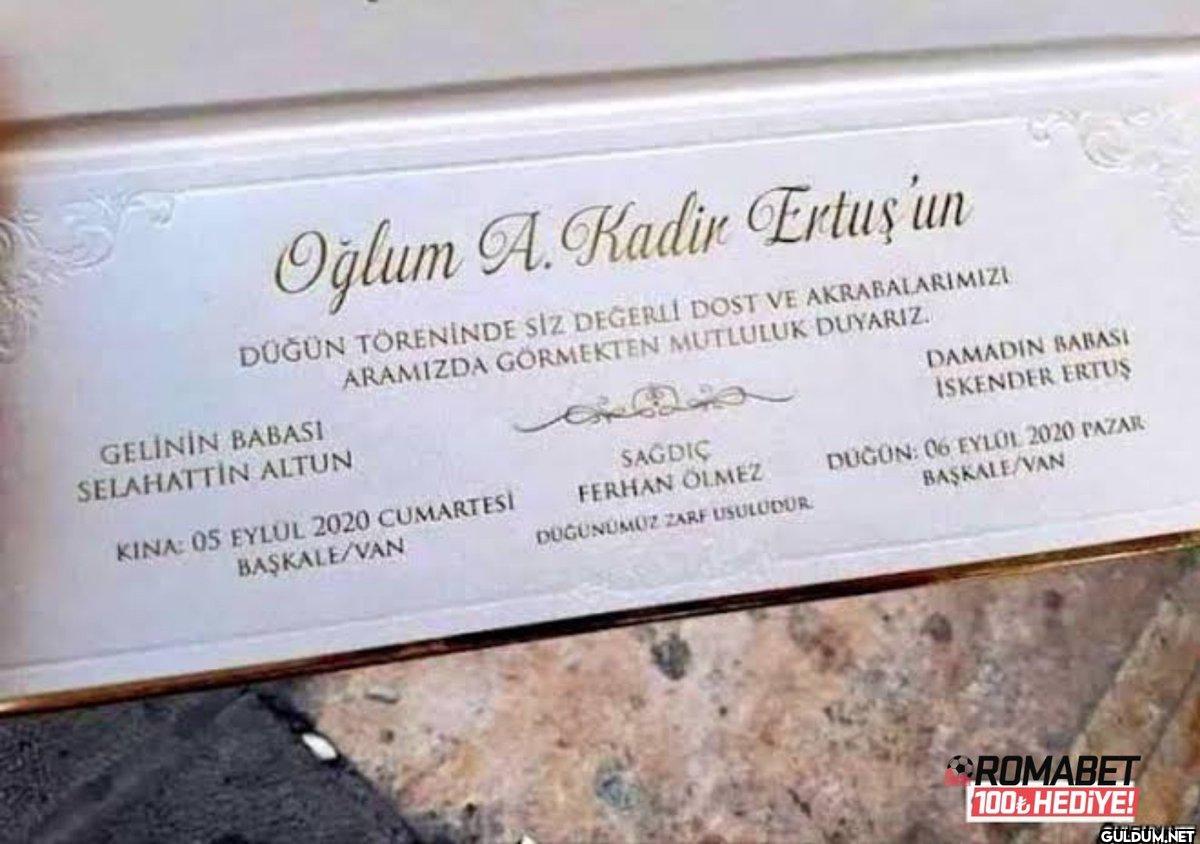 Oğlum A. Kadir Ertuş'un
DÜĞÜN TÖRENİNDE SİZ DEĞERLİ DOST VE AKRABALARIMIZI
ARAMIZDA GÖRMEKTEN MUTLULUK DUYARIZ.
GELİNİN BABASI
SELAHATTİN ALTUN
DAMADIN BABASI
İSKENDER ERTUŞ
KINA: 05 EYLÜL 2020 CUMARTESİ
BAŞKALE/VAN
SAĞDIÇ
FERHAN ÖLMEZ
DÜĞÜNÜMÜZ ZARF USULÜDÜR.
DÜĞÜN: 06 EYLÜL 2020 PAZAR
BAŞKALE/VAN
ROMABET
100₺ HEDİYE!
GULDUM.NET